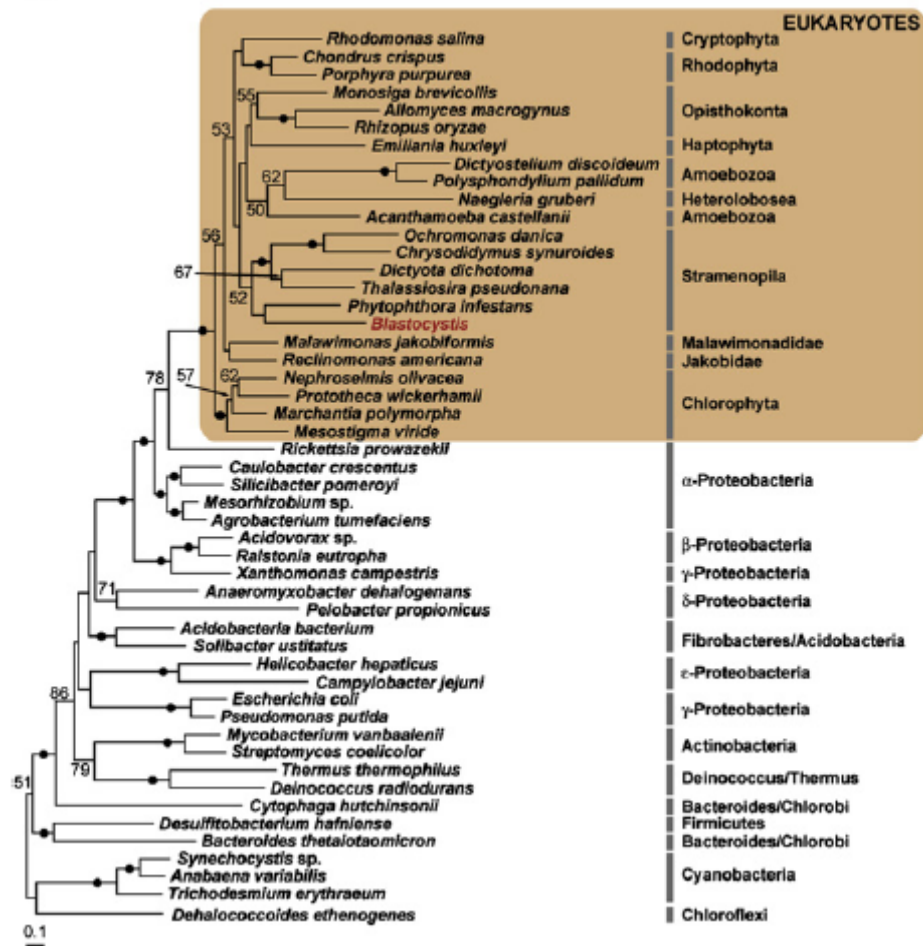 EUKARYOTES
Rhodomonas salina Cryptophyta
Chondrus crispus
Rhodophyta
Porphyra purpurea
55 Monosiga brevicollis
Allomyces macrogynus Opisthokonta
53 Rhizopus oryzae
Emiliania huxleyi Haptophyta
Dictyostelium discoideum
Amoebozoa
62 Polysphondylium pallidum
Naegleria gruberi Heterolobosea
50 Acanthamoeba castellanii Amoebozoa
56 Ochromonas danica
Chrysodidymus synuroides
67 Dictyota dichotoma
Stramenopila
52 Thalassiosira pseudonana
Phytophthora infestans
Blastocystis
Malawimonas jakobiformis Malawimonadidae
Reclinomonas americana Jakobidae
78 57 62 Nephroselmis olivacea
Prototheca wickerhamii
Chlorophyta
Marchantia polymorpha
Mesostigma viride
Rickettsia prowazekii
Caulobacter crescentus
α-Proteobacteria
Silicibacter pomeroyi
Mesorhizobium sp.
Agrobacterium tumefaciens
Acidovorax sp.
β-Proteobacteria
Ralstonia eutropha
Xanthomonas campestris γ-Proteobacteria
71 Anaeromyxobacter dehalogenans
δ-Proteobacteria
Pelobacter propionicus
Acidobacteria bacterium
Fibrobacteres/Acidobacteria
Solibacter ustitatus
Helicobacter hepaticus
ε-Proteobacteria
86 Campylobacter jejuni
Escherichia coli
γ-Proteobacteria
Pseudomonas putida
Mycobacterium vanbaalenii
Actinobacteria
79 Streptomyces coelicolor
Thermus thermophilus
Deinococcus/Thermus
51 Deinococcus radiodurans
Cytophaga hutchinsonii Bacteroides/Chlorobi
Desulfitobacterium hafniense Firmicutes
Bacteroides thetaiotaomicron Bacteroides/Chlorobi
Synechocystis sp.
Anabaena variabilis Cyanobacteria
Trichodesmium erythraeum
Dehalococcoides ethenogenes Chloroflexi
0.1